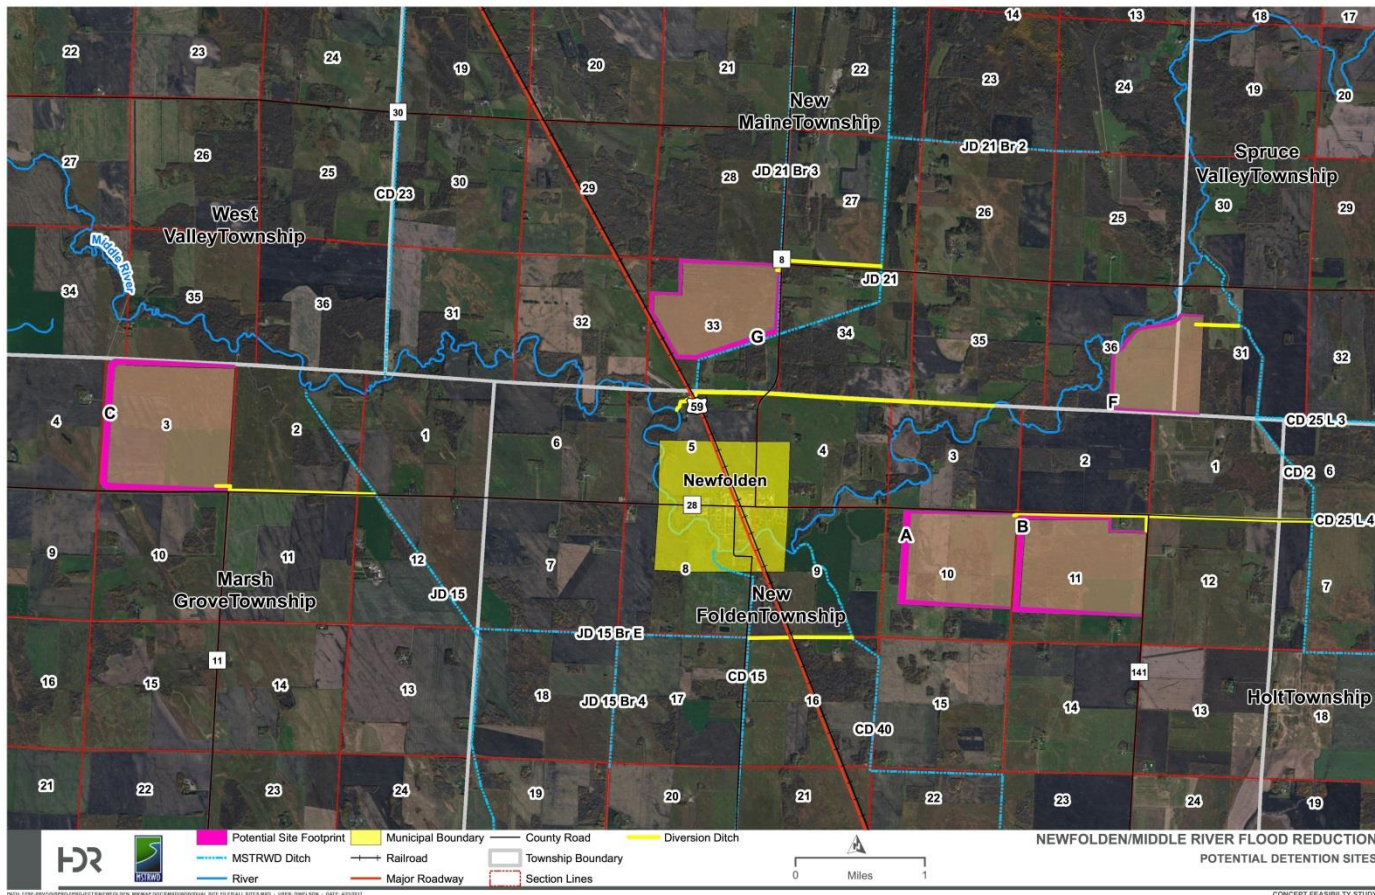 14
13
18
17
22
23
24
19
20
21
22
23
24
19
20
New
MaineTownship
30
JD 21 Br 2
Spruce
ValleyTownship
27
26
25
CD 23
30
29
28
JD 21 Br 3
27
26
25
30
29
West
ValleyTownship
Middle River
8
JD 21
34
35
36
31
32
33
G
34
35
36
31
32
F
59
C
4
3
2
1
6
5
4
3
2
1
6
CD 25 L 3
CD 2
Newfolden
28
CD 25 L 4
A
B
9
10
11
12
7
8
9
10
11
12
7
JD 15
Marsh
GroveTownship
New
FoldenTownship
JD 15 Br E
11
141
16
15
14
13
18
JD 15 Br 4
17
CD 15
16
CD 40
15
14
13
HoltTownship
18
21
22
23
24
19
20
21
22
23
24
19
HDR
MSTRWD
Potential Site Footprint
Municipal Boundary
County Road
Diversion Ditch
MSTRWD Ditch
Railroad
Township Boundary
River
Major Roadway
Section Lines
0 Miles 1
NEWFOLDEN/MIDDLE RIVER FLOOD REDUCTION
POTENTIAL DETENTION SITES
CONCEPT FEASIBILITY STUDY